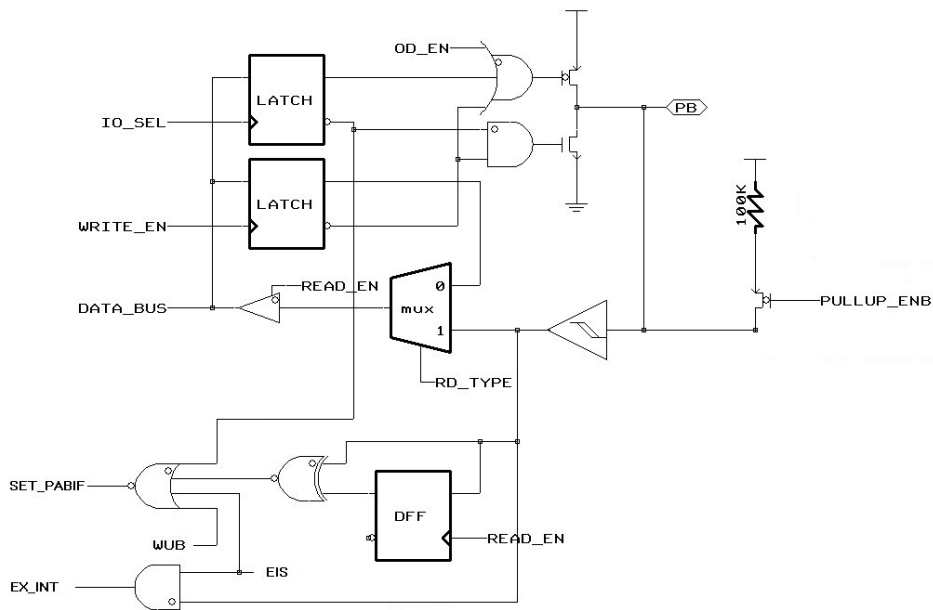 OD_EN
LATCH
PB
IO_SEL
LATCH
100K
WRITE_EN
READ_EN
0
DATA_BUS
mux
PULLUP_ENB
1
RD_TYPE
SET_PABIF
DFF
READ_EN
WUB
EIS
EX_INT